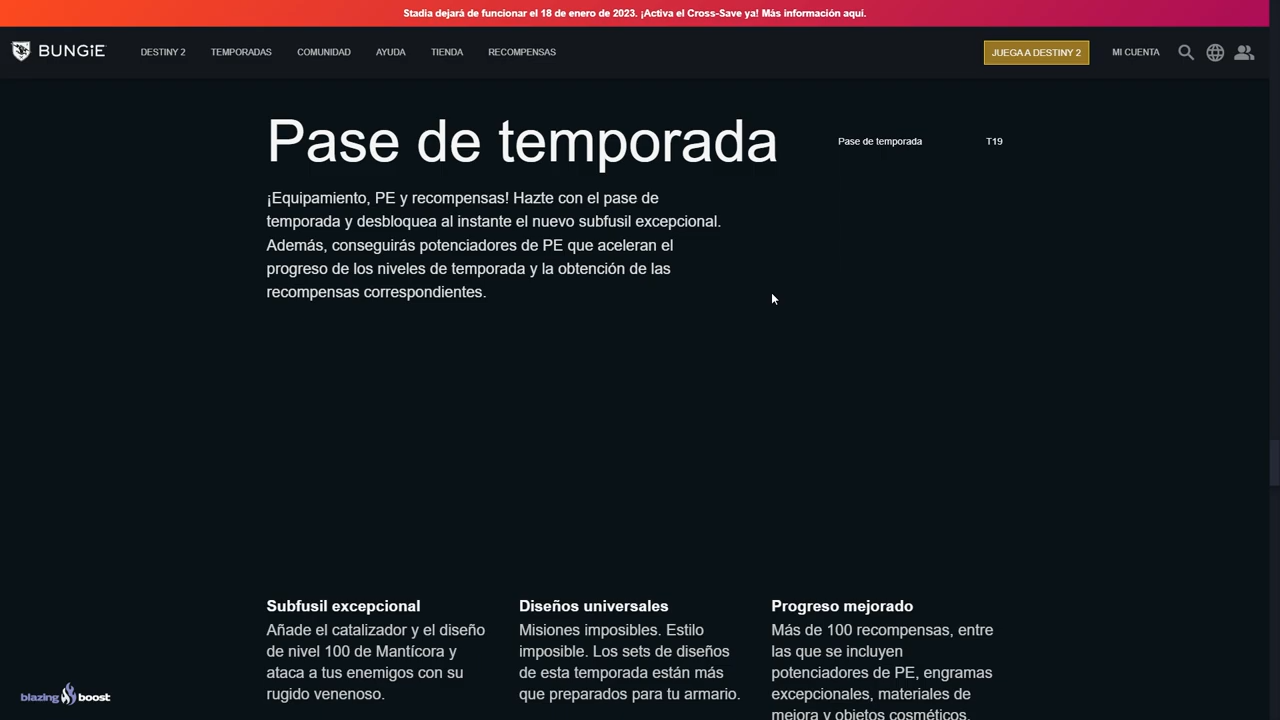 Stadia dejará de funcionar el 18 de enero de 2023. ¡Activa el Cross-Save ya! Más información aquí.
BUNGiE
DESTINY 2
TEMPORADAS
COMUNIDAD
AYUDA
TIENDA
RECOMPENSAS
JUEGA A DESTINY 2
MI CUENTA
Pase de temporada
Pase de temporada
T19
¡Equipamiento, PE y recompensas! Hazte con el pase de
temporada y desbloquea al instante el nuevo subfusil excepcional.
Además, conseguirás potenciadores de PE que aceleran el
progreso de los niveles de temporada y la obtención de las
recompensas correspondientes.
Subfusil excepcional
Añade el catalizador y el diseño
de nivel 100 de Mantícora y
ataca a tus enemigos con su
rugido venenoso.
Diseños universales
Misiones imposibles. Estilo
imposible. Los sets de diseños
de esta temporada están más
que preparados para tu armario.
Progreso mejorado
Más de 100 recompensas, entre
las que se incluyen
potenciadores de PE, engramas
excepcionales, materiales de
mejora y objetos cosméticos.
blazing boost